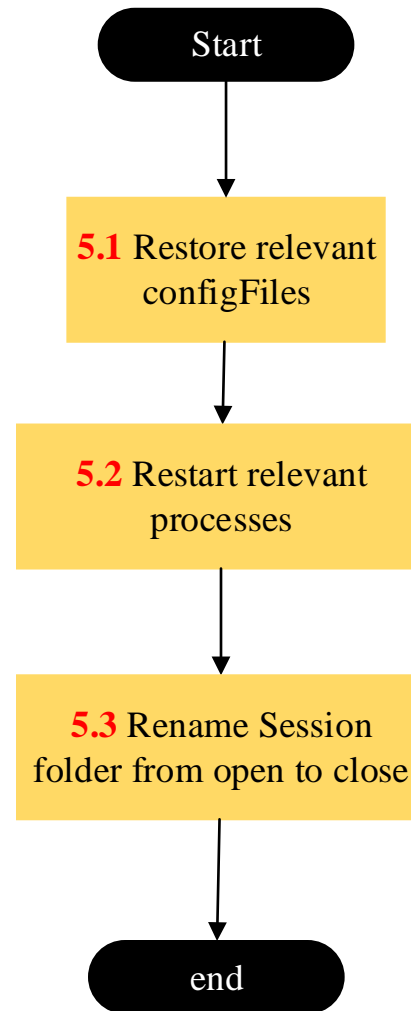 Start
5.1 Restore relevant
configFiles
5.2 Restart relevant
processes
5.3 Rename Session
folder from open to close
end